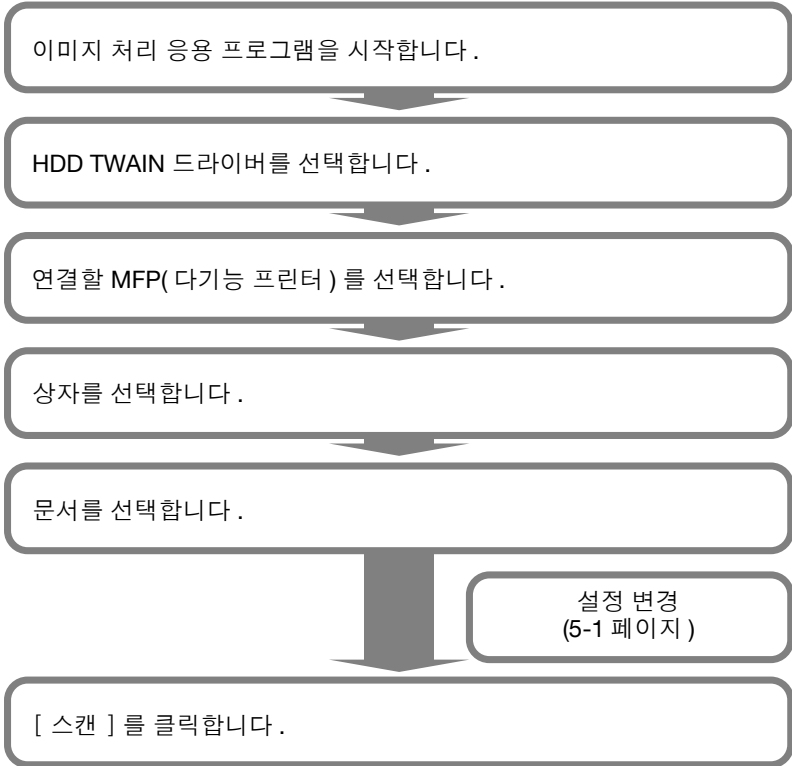 이미지 처리 응용 프로그램을 시작합니다 .
HDD TWAIN 드라이버를 선택합니다 .
연결할 MFP( 다기능 프린터 ) 를 선택합니다 .
상자를 선택합니다 .
문서를 선택합니다 .
설정 변경
(5-1 페이지 )
[ 스캔 ] 를 클릭합니다 .